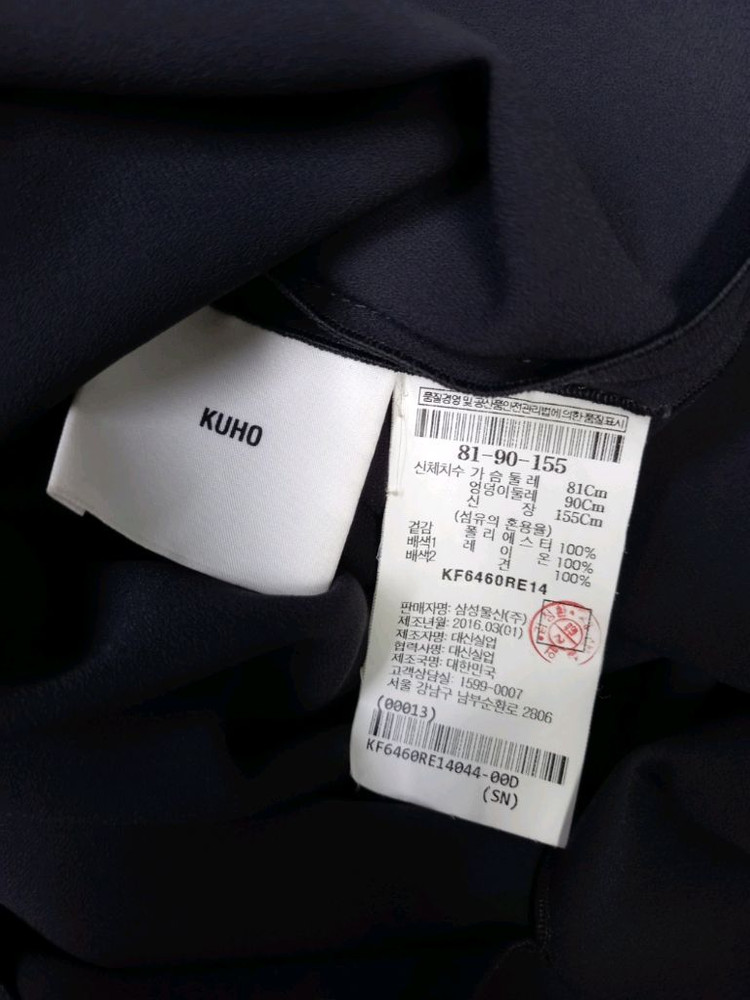 KUHO
품질경영 및 공산품안전관리법에 의한 품질표시
81-90-155
신체치수 가 슴 둘 레 81Cm
엉덩이둘레 90Cm
신 장 155Cm
(섬유의 혼용율)
겉감 폴 리 에 스 터 100%
배색1 레 이 온 100%
배색2 견 100%
KF6460RE14
판매자명: 삼성물산(주)
제조년월: 2016.03(01)
제조자명: 대신실업
협력사명: 대신실업
제조국명: 대한민국
고객상담실: 1599-0007
서울 강남구 남부순환로 2806
(00013)
KF6460RE14044-00D
(SN)